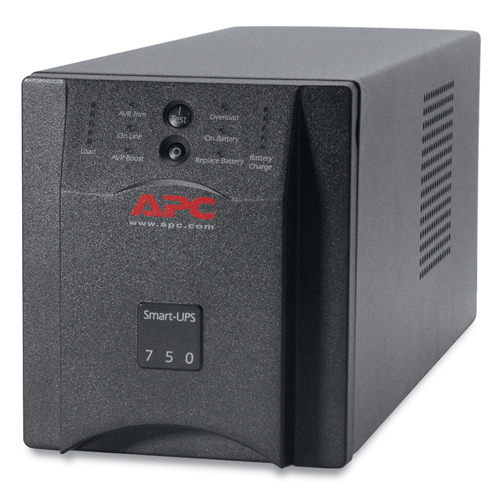 AVR Trim
Test
Overload
On Line
On Battery
Load
AVR Boost
Replace Battery
Battery
Charge
APC
www.apc.com
Smart-UPS
750